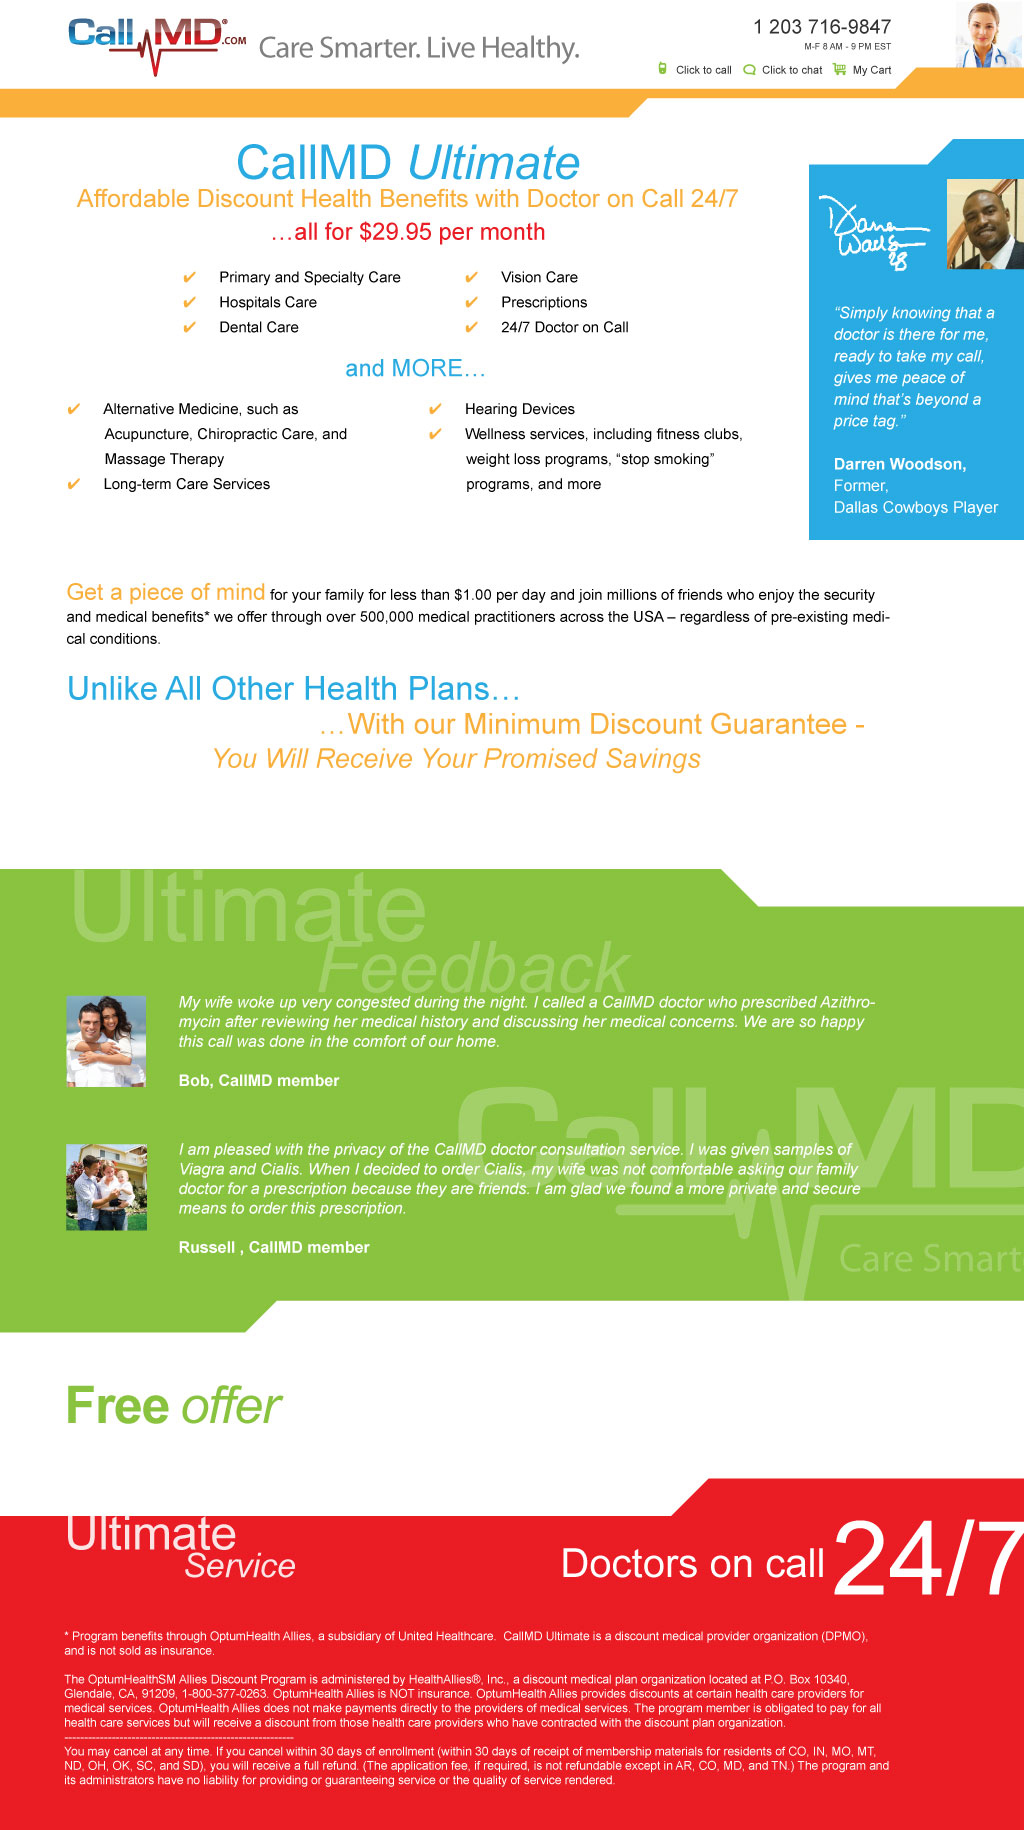 CallMD®.COM
Care Smarter. Live Healthy.
1 203 716-9847
M-F 8 AM - 9 PM EST
Click to call
Click to chat
My Cart
CallMD Ultimate
Affordable Discount Health Benefits with Doctor on Call 24/7
…all for $29.95 per month
✔ Primary and Specialty Care
✔ Hospitals Care
✔ Dental Care
✔ Vision Care
✔ Prescriptions
✔ 24/7 Doctor on Call
and MORE…
✔ Alternative Medicine, such as
Acupuncture, Chiropractic Care, and
Massage Therapy
✔ Long-term Care Services
✔ Hearing Devices
✔ Wellness services, including fitness clubs,
weight loss programs, “stop smoking”
programs, and more
28
“Simply knowing that a
doctor is there for me,
ready to take my call,
gives me peace of
mind that’s beyond a
price tag.”
Darren Woodson,
Former,
Dallas Cowboys Player
Get a piece of mind for your family for less than $1.00 per day and join millions of friends who enjoy the security
and medical benefits* we offer through over 500,000 medical practitioners across the USA – regardless of pre-existing medi-
cal conditions.
Unlike All Other Health Plans…
…With our Minimum Discount Guarantee -
You Will Receive Your Promised Savings
Ultimate
Feedback
My wife woke up very congested during the night. I called a CallMD doctor who prescribed Azithro-
mycin after reviewing her medical history and discussing her medical concerns. We are so happy
this call was done in the comfort of our home.
Bob, CallMD member
I am pleased with the privacy of the CallMD doctor consultation service. I was given samples of
Viagra and Cialis. When I decided to order Cialis, my wife was not comfortable asking our family
doctor for a prescription because they are friends. I am glad we found a more private and secure
means to order this prescription.
Russell , CallMD member
Call MD
Care Smart
Free offer
Ultimate
Service
Doctors on call 24/7
* Program benefits through OptumHealth Allies, a subsidiary of United Healthcare.  CallMD Ultimate is a discount medical provider organization (DPMO),
and is not sold as insurance.
The OptumHealthSM Allies Discount Program is administered by HealthAllies®, Inc., a discount medical plan organization located at P.O. Box 10340,
Glendale, CA, 91209, 1-800-377-0263. OptumHealth Allies is NOT insurance. OptumHealth Allies provides discounts at certain health care providers for
medical services. OptumHealth Allies does not make payments directly to the providers of medical services. The program member is obligated to pay for all
health care services but will receive a discount from those health care providers who have contracted with the discount plan organization.
----------------------------------------------------------
You may cancel at any time. If you cancel within 30 days of enrollment (within 30 days of receipt of membership materials for residents of CO, IN, MO, MT,
ND, OH, OK, SC, and SD), you will receive a full refund. (The application fee, if required, is not refundable except in AR, CO, MD, and TN.) The program and
its administrators have no liability for providing or guaranteeing service or the quality of service rendered.